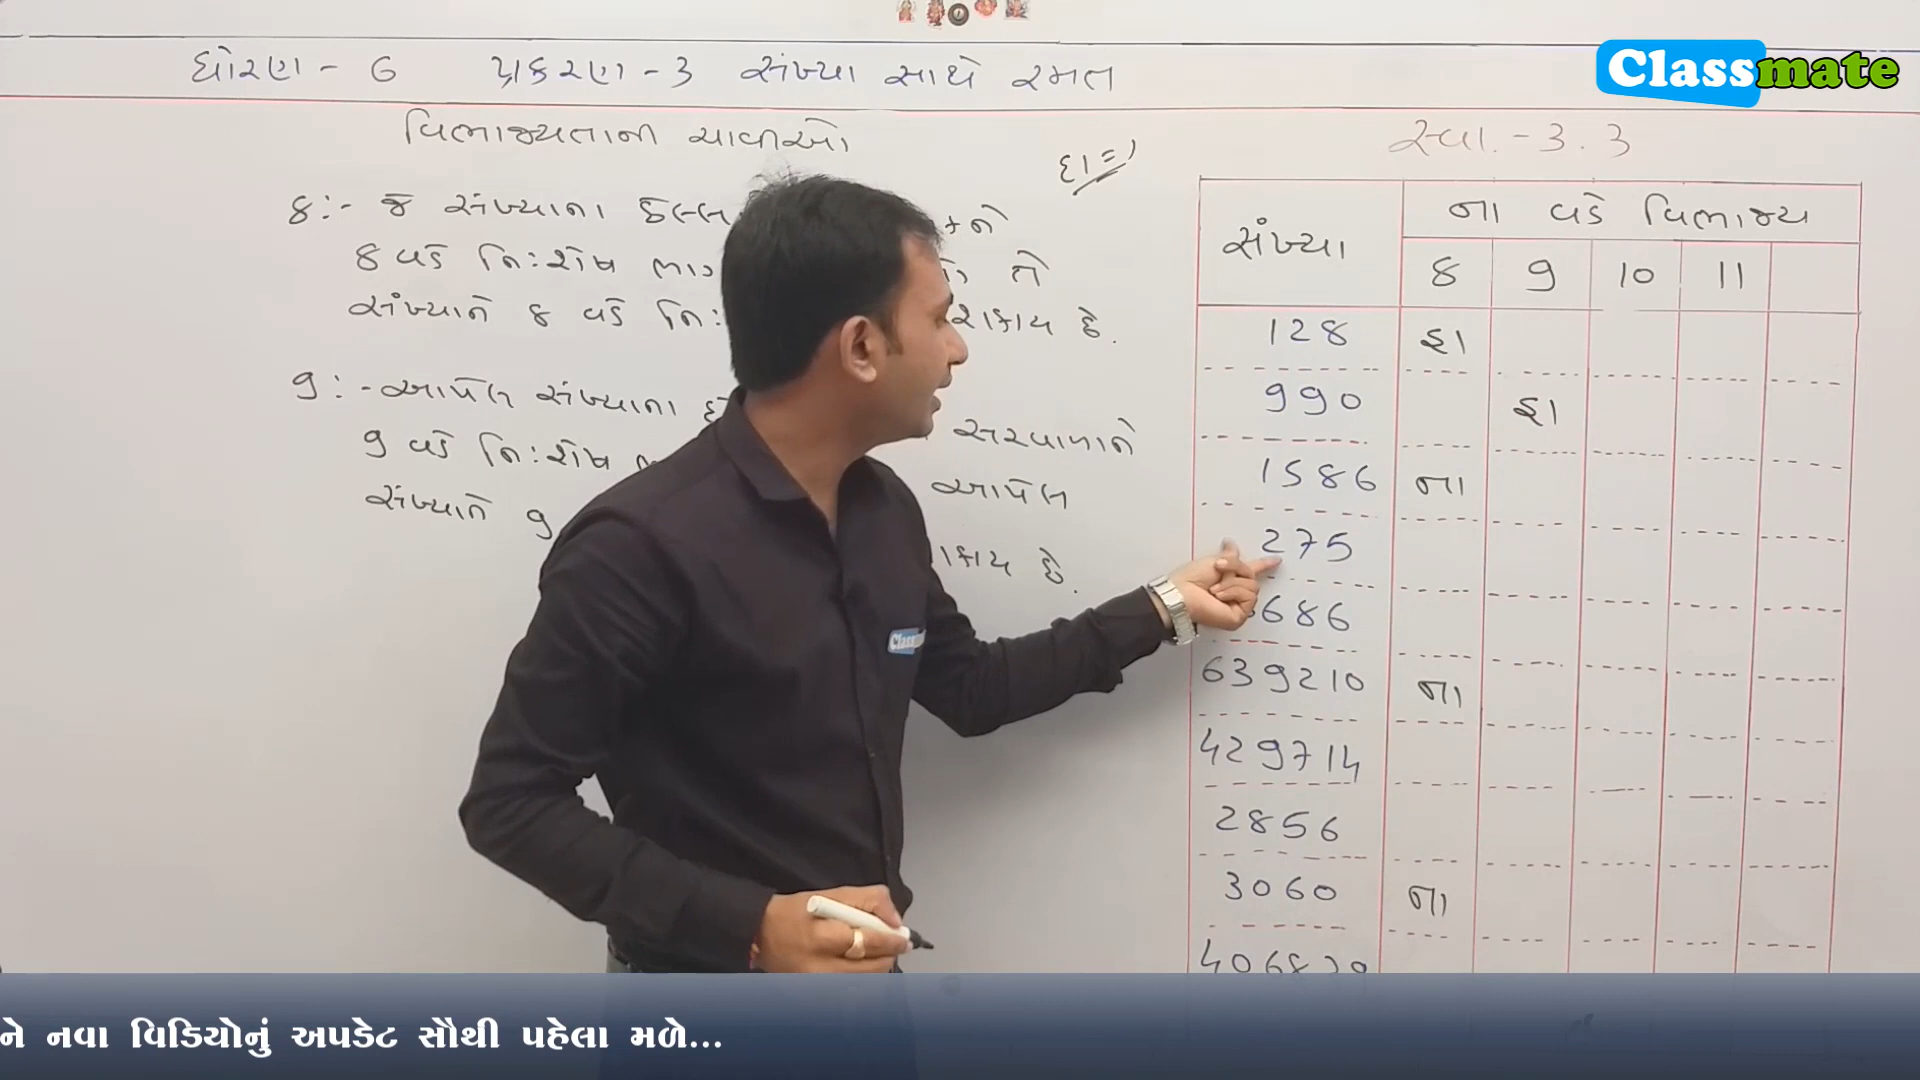 ધોરણ - 6 પ્રકરણ - 3 સંખ્યા સાથે રમત
Classmate
વિભાજ્યતાની ચાવીઓ
સ્વા. - 3.3
8 :- જે સંખ્યાના
8 વડે નિ:શેષ તો
સંખ્યાને 8 વડે શકાય છે.
9 :- આપેલ સંખ્યાના સરવાળાને
9 વડે નિ:શેષ આપેલ
સંખ્યાને 9 શકાય છે.
સંખ્યા ના વડે વિભાજ્ય
8 9 10 11
128 હા
990 હા
1586 ના
275
686
639210 ના
429714
2856
3060 ના
Class
ને નવા વિડિયોનું અપડેટ સૌથી પહેલા મળે...